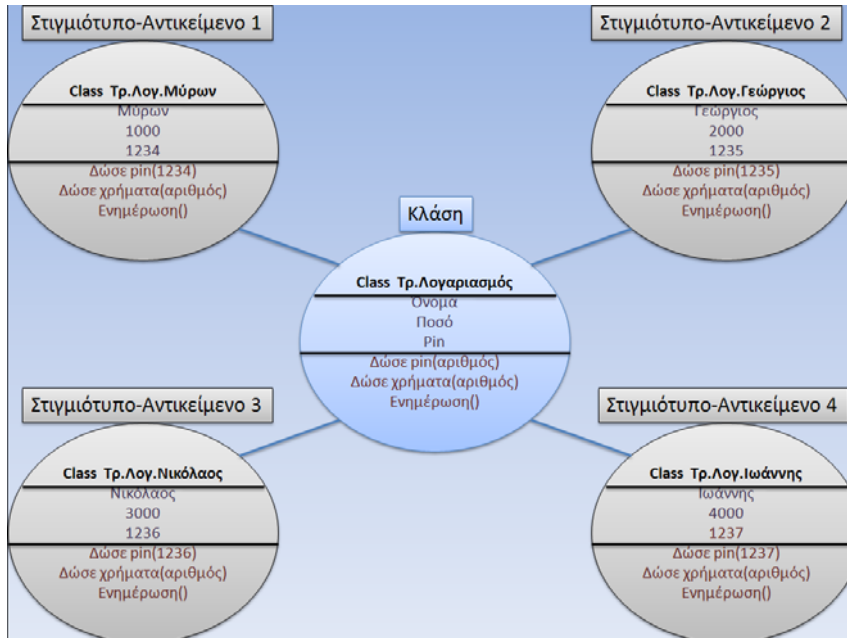 Στιγμιότυπο-Αντικείμενο 1
Class Τρ.Λογ.Μύρων
Μύρων
1000
1234
Δώσε pin(1234)
Δώσε χρήματα(αριθμός)
Ενημέρωση()
Στιγμιότυπο-Αντικείμενο 2
Class Τρ.Λογ.Γεώργιος
Γεώργιος
2000
1235
Δώσε pin(1235)
Δώσε χρήματα(αριθμός)
Ενημέρωση()
Κλάση
Class Τρ.Λογαριασμός
Όνομα
Ποσό
Pin
Δώσε pin(αριθμός)
Δώσε χρήματα(αριθμός)
Ενημέρωση()
Στιγμιότυπο-Αντικείμενο 3
Class Τρ.Λογ.Νικόλαος
Νικόλαος
3000
1236
Δώσε pin(1236)
Δώσε χρήματα(αριθμός)
Ενημέρωση()
Στιγμιότυπο-Αντικείμενο 4
Class Τρ.Λογ.Ιωάννης
Ιωάννης
4000
1237
Δώσε pin(1237)
Δώσε χρήματα(αριθμός)
Ενημέρωση()